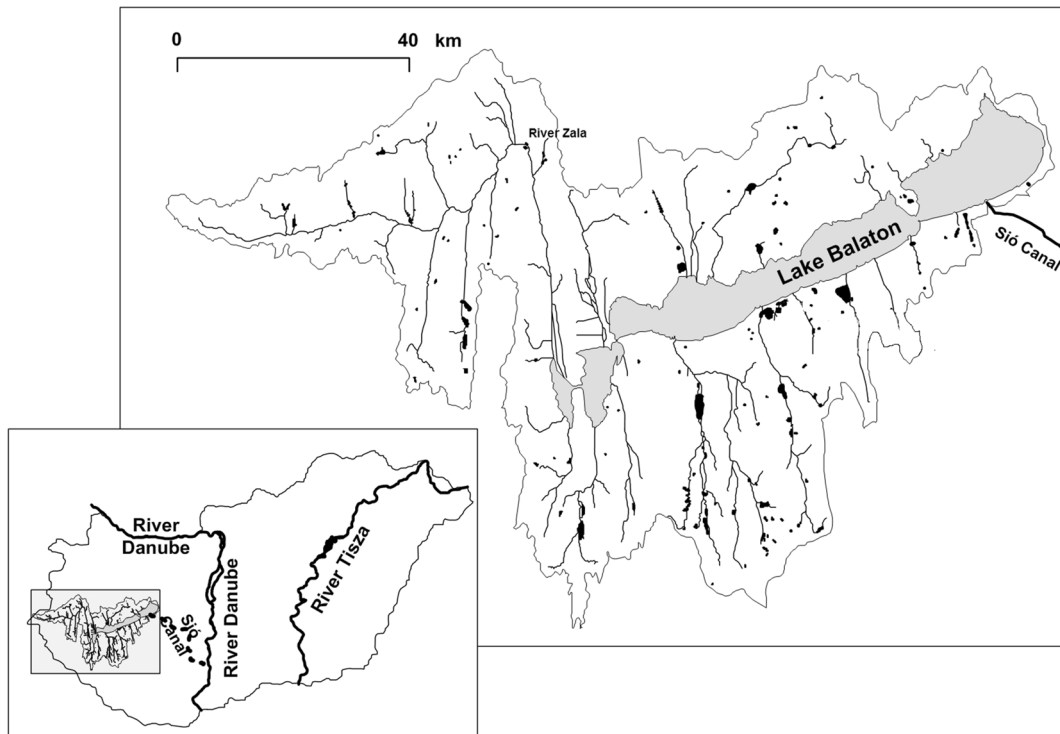 0 40 km
River Zala
Lake Balaton
Sió Canal
River
Danube
River Danube
River Tisza
Sió
Canal